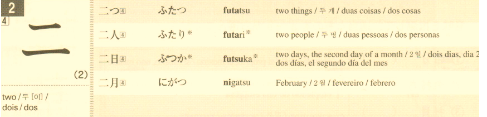 2
4
二
(2)
two / 두 [이] /
dois / dos
二つ4 ふたつ futatsu two things / 두 개 / duas coisas / dos cosas
二人4 ふたり* futari* two people / 두 명 / duas pessoas / dos personas
二日4 ふつか* futsuka* two days, the second day of a month / 2일 / dois dias, dia 2
dos días, el segundo día del mes
二月4 にがつ nigatsu February / 2월 / fevereiro / febrero